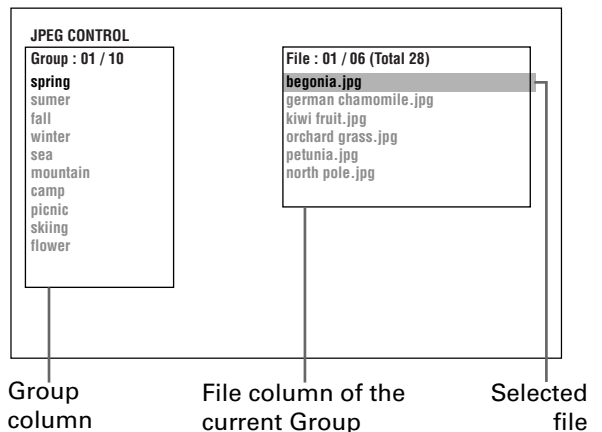 JPEG CONTROL
Group : 01 / 10
spring
sumer
fall
winter
sea
mountain
camp
picnic
skiing
flower
File : 01 / 06 (Total 28)
begonia.jpg
german chamomile.jpg
kiwi fruit.jpg
orchard grass.jpg
petunia.jpg
north pole.jpg
Group
column
File column of the
current Group
Selected
file